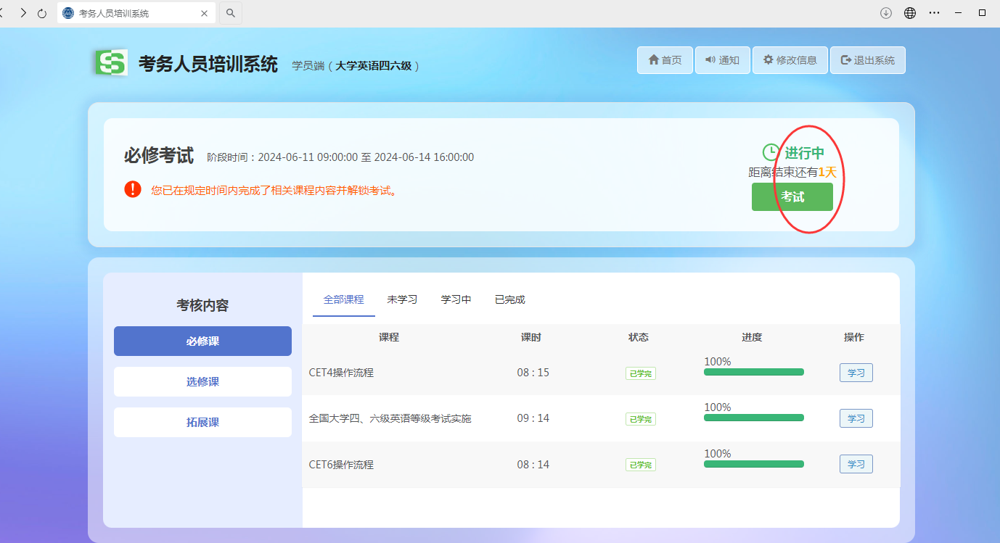 考务人员培训系统
考务人员培训系统 学员端（大学英语四六级） 首页 通知 修改信息 退出系统
必修考试 阶段时间：2024-06-11 09:00:00 至 2024-06-14 16:00:00
您已在规定时间内完成了相关课程内容并解锁考试。
进行中
距离结束还有1天
考试
考核内容
必修课
选修课
拓展课
全部课程 未学习 学习中 已完成
课程 课时 状态 进度 操作
CET4操作流程 08 : 15 已学完 100% 学习
全国大学四、六级英语等级考试实施 09 : 14 已学完 100% 学习
CET6操作流程 08 : 14 已学完 100% 学习